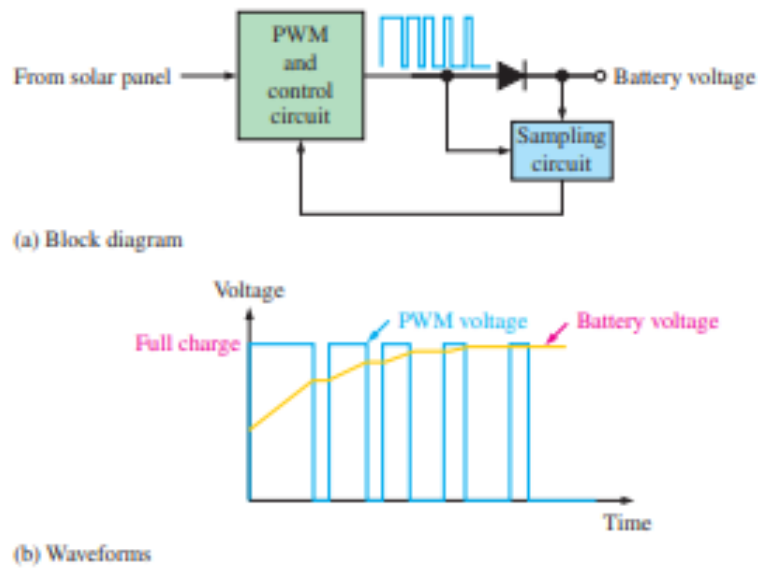 PWM
and
control
circuit
From solar panel
Battery voltage
Sampling
circuit
(a) Block diagram
Voltage
PWM voltage
Battery voltage
Full charge
Time
(b) Waveforms